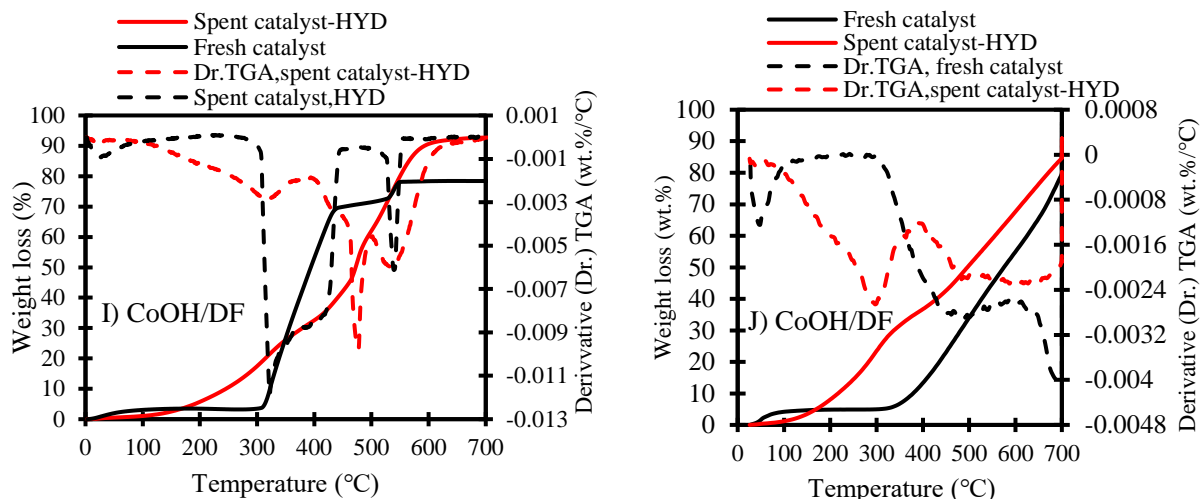 Spent catalyst-HYD
Fresh catalyst
Dr.TGA,spent catalyst-HYD
Spent catalyst,HYD
100
90
80
70
60
50
40
30
20
10
0
Weight loss (%)
I) CoOH/DF
0.001
-0.001
-0.003
-0.005
-0.007
-0.009
-0.011
-0.013
Derivvative (Dr.) TGA (wt.%/°C)
0 100 200 300 400 500 600 700
Temperature (°C)
Fresh catalyst
Spent catalyst-HYD
Dr.TGA, fresh catalyst
Dr.TGA,spent catalyst-HYD
100
90
80
70
60
50
40
30
20
10
0
Weight loss (wt.%)
J) CoOH/DF
0.0008
0
-0.0008
-0.0016
-0.0024
-0.0032
-0.004
-0.0048
Derivative (Dr.) TGA (wt.%/°C)
0 100 200 300 400 500 600 700
Temperature (°C)